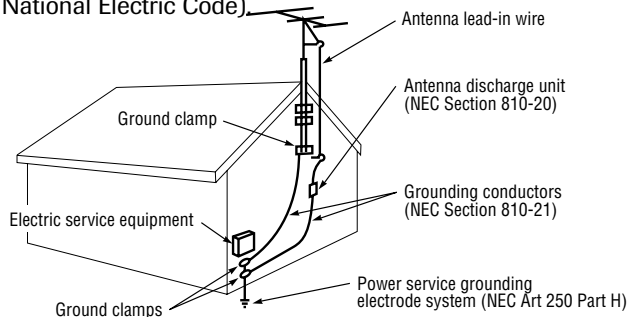 National Electric Code).
Antenna lead-in wire
Antenna discharge unit
(NEC Section 810-20)
Ground clamp
Grounding conductors
(NEC Section 810-21)
Electric service equipment
Power service grounding
electrode system (NEC Art 250 Part H)
Ground clamps